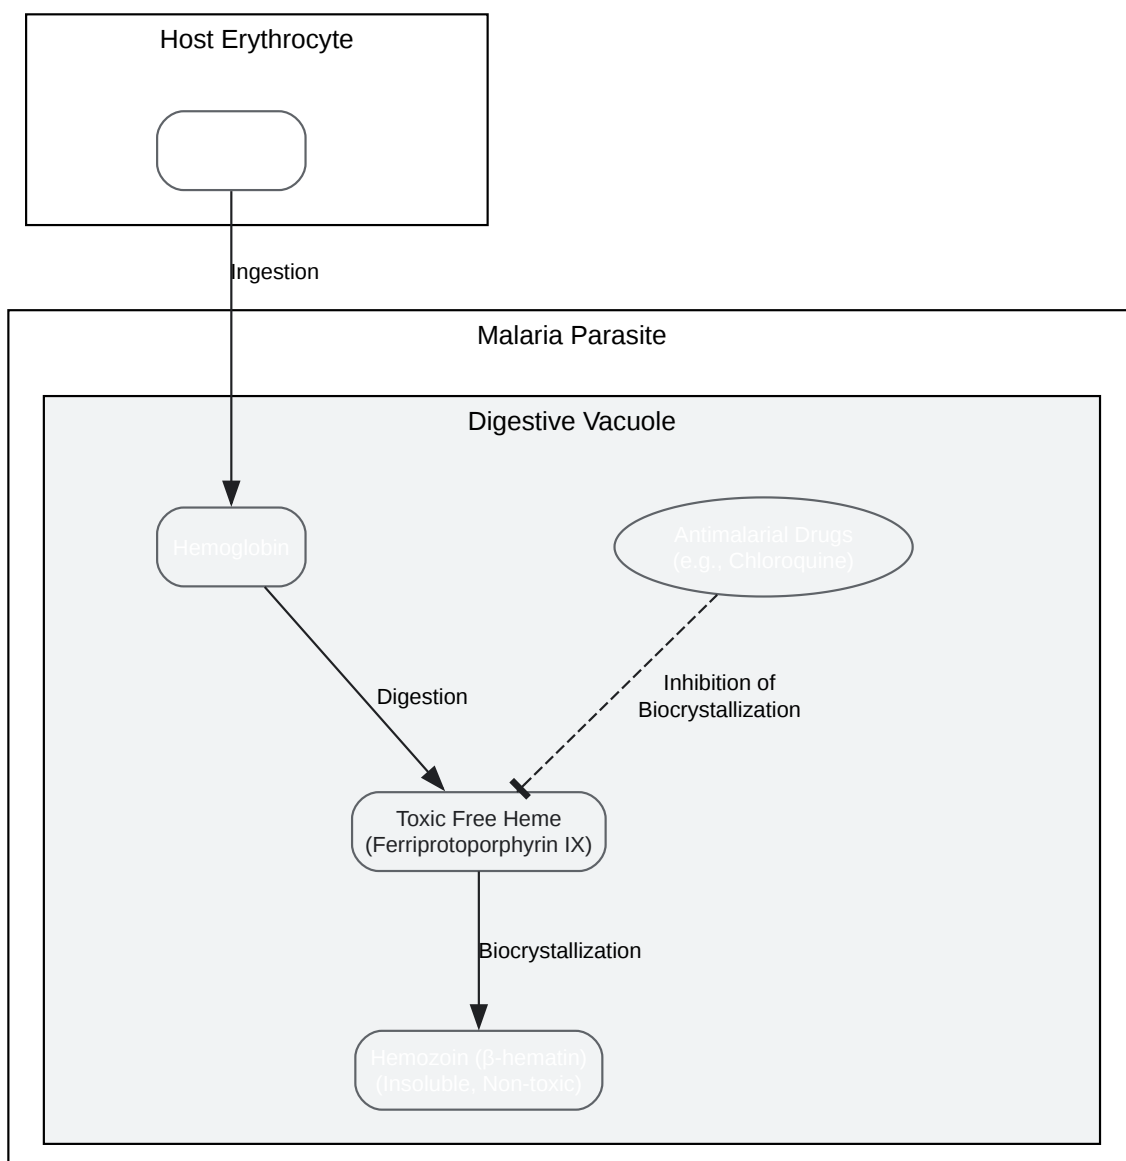 Host Erythrocyte
Ingestion
Malaria Parasite
Digestive Vacuole
Hemoglobin
Antimalarial Drugs
(e.g., Chloroquine)
Digestion
Inhibition of
Biocrystallization
Toxic Free Heme
(Ferriprotoporphyrin IX)
Biocrystallization
Hemozoin (β-hematin)
(Insoluble, Non-toxic)